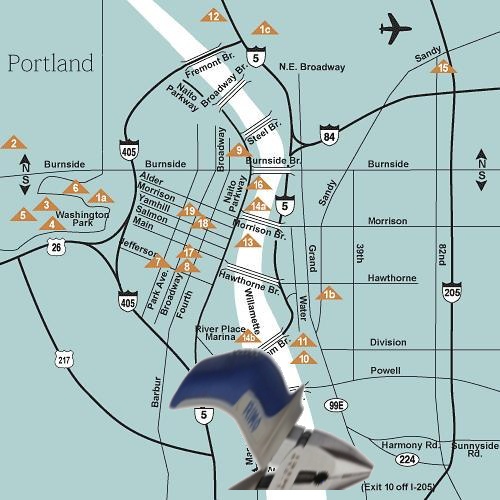 12
1c
Portland
5
Fremont Br.
Sandy
15
N.E. Broadway
Naito
Parkway
Broadway Br.
Steel Br.
84
2
405
Broadway
9
N
S
Burnside
Burnside
Burnside Br.
Burnside
N
S
Alder
Morrison
Yamhill
Salmon
Main
6
1a
3
5
4
Washington
Park
19
18
16
14a
Naito
Parkway
5
Sandy
Morrison Br.
Morrison
26
Jefferson
7
17
8
13
Grand
39th
82nd
Hawthorne Br.
Hawthorne
405
Park Ave.
Broadway
Fourth
Willamette
Water
1b
205
River Place
Marina
14b
m Br.
11
10
Division
Powell
217
Barbur
5
99E
Harmony Rd.
Sunnyside
Rd.
224
(Exit 10 off I-205)